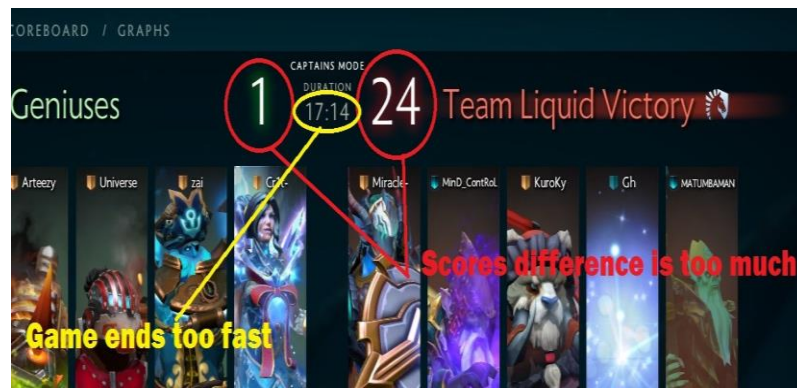 COREBOARD / GRAPHS
CAPTAINS MODE
DURATION
Geniuses 1 17:14 24 Team Liquid Victory
Arteezy Universe zai Cr1t- Miracle- MinD_ContRoL KuroKy Gh MATUMBAMAN
Scores difference is too much
Game ends too fast